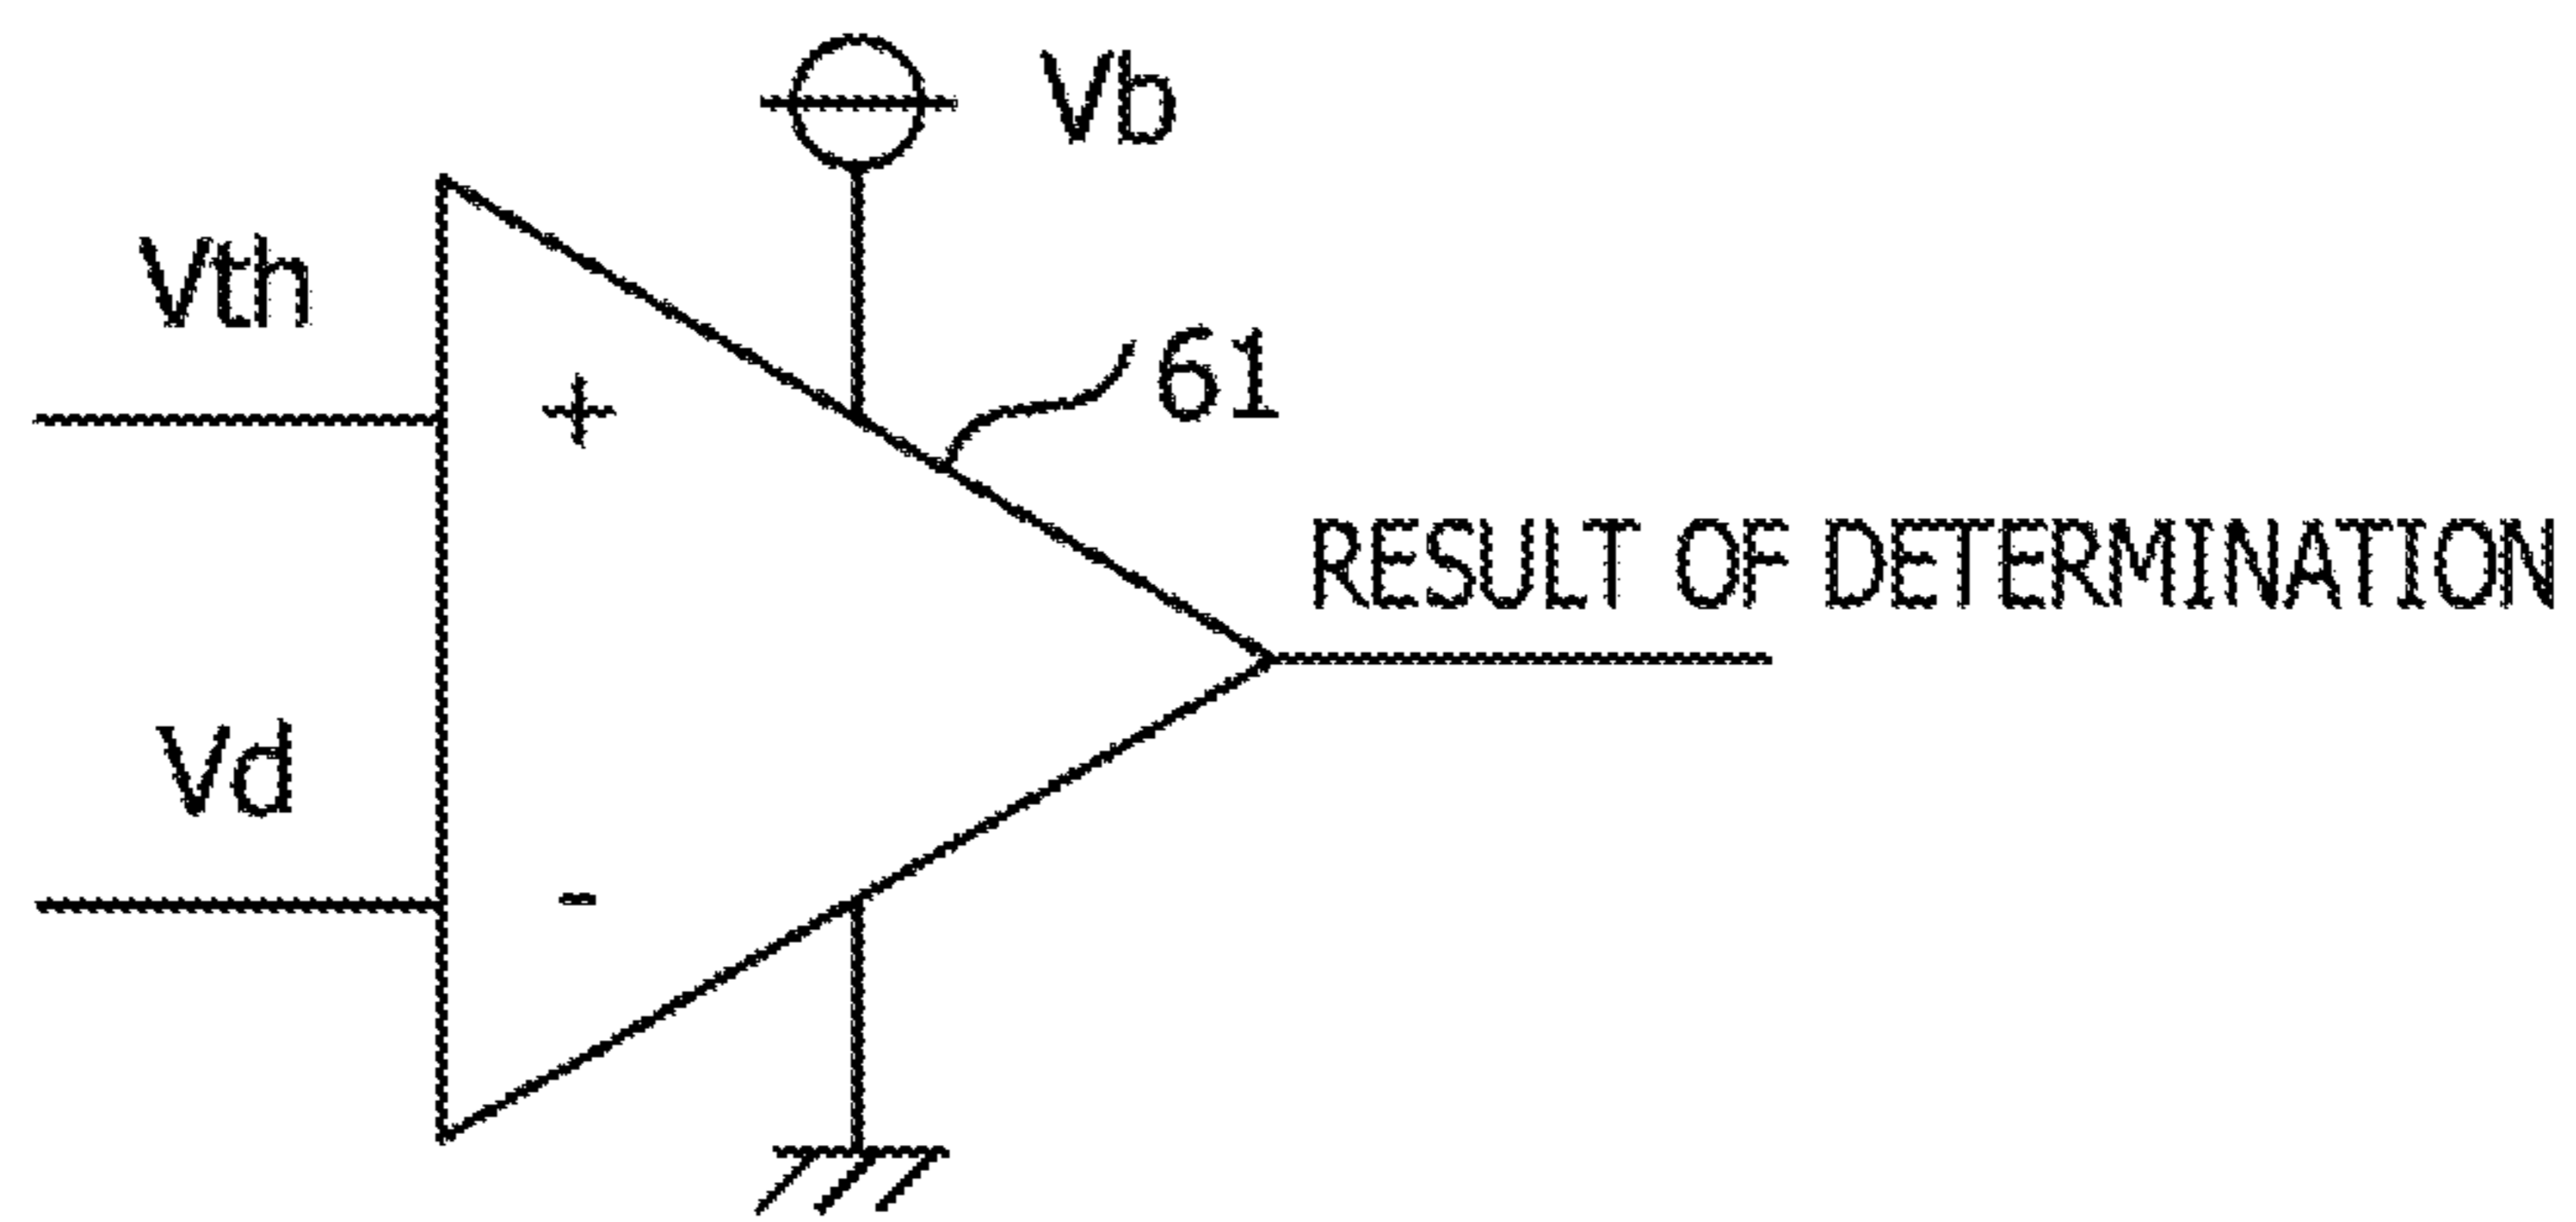 Vb
Vth
+
61
RESULT OF DETERMINATION
Vd
-